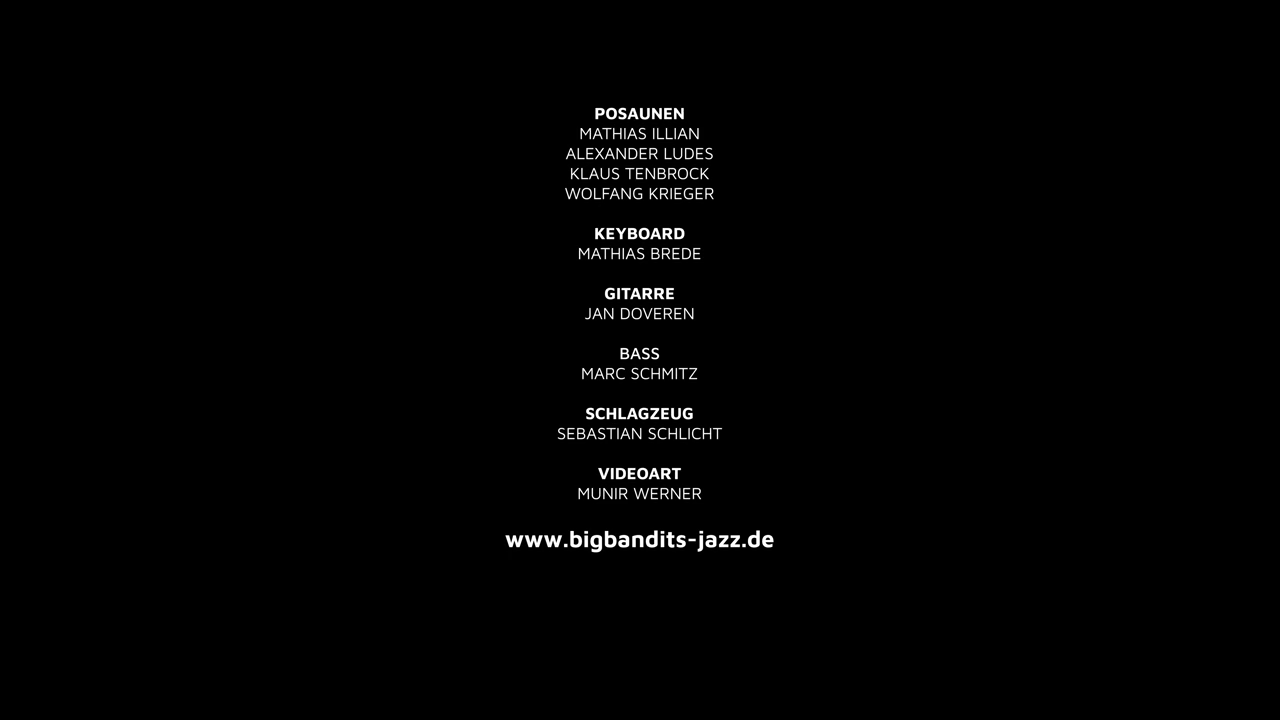 POSAUNEN
MATHIAS ILLIAN
ALEXANDER LUDES
KLAUS TENBROCK
WOLFANG KRIEGER
KEYBOARD
MATHIAS BREDE
GITARRE
JAN DOVEREN
BASS
MARC SCHMITZ
SCHLAGZEUG
SEBASTIAN SCHLICHT
VIDEOART
MUNIR WERNER
www.bigbandits-jazz.de